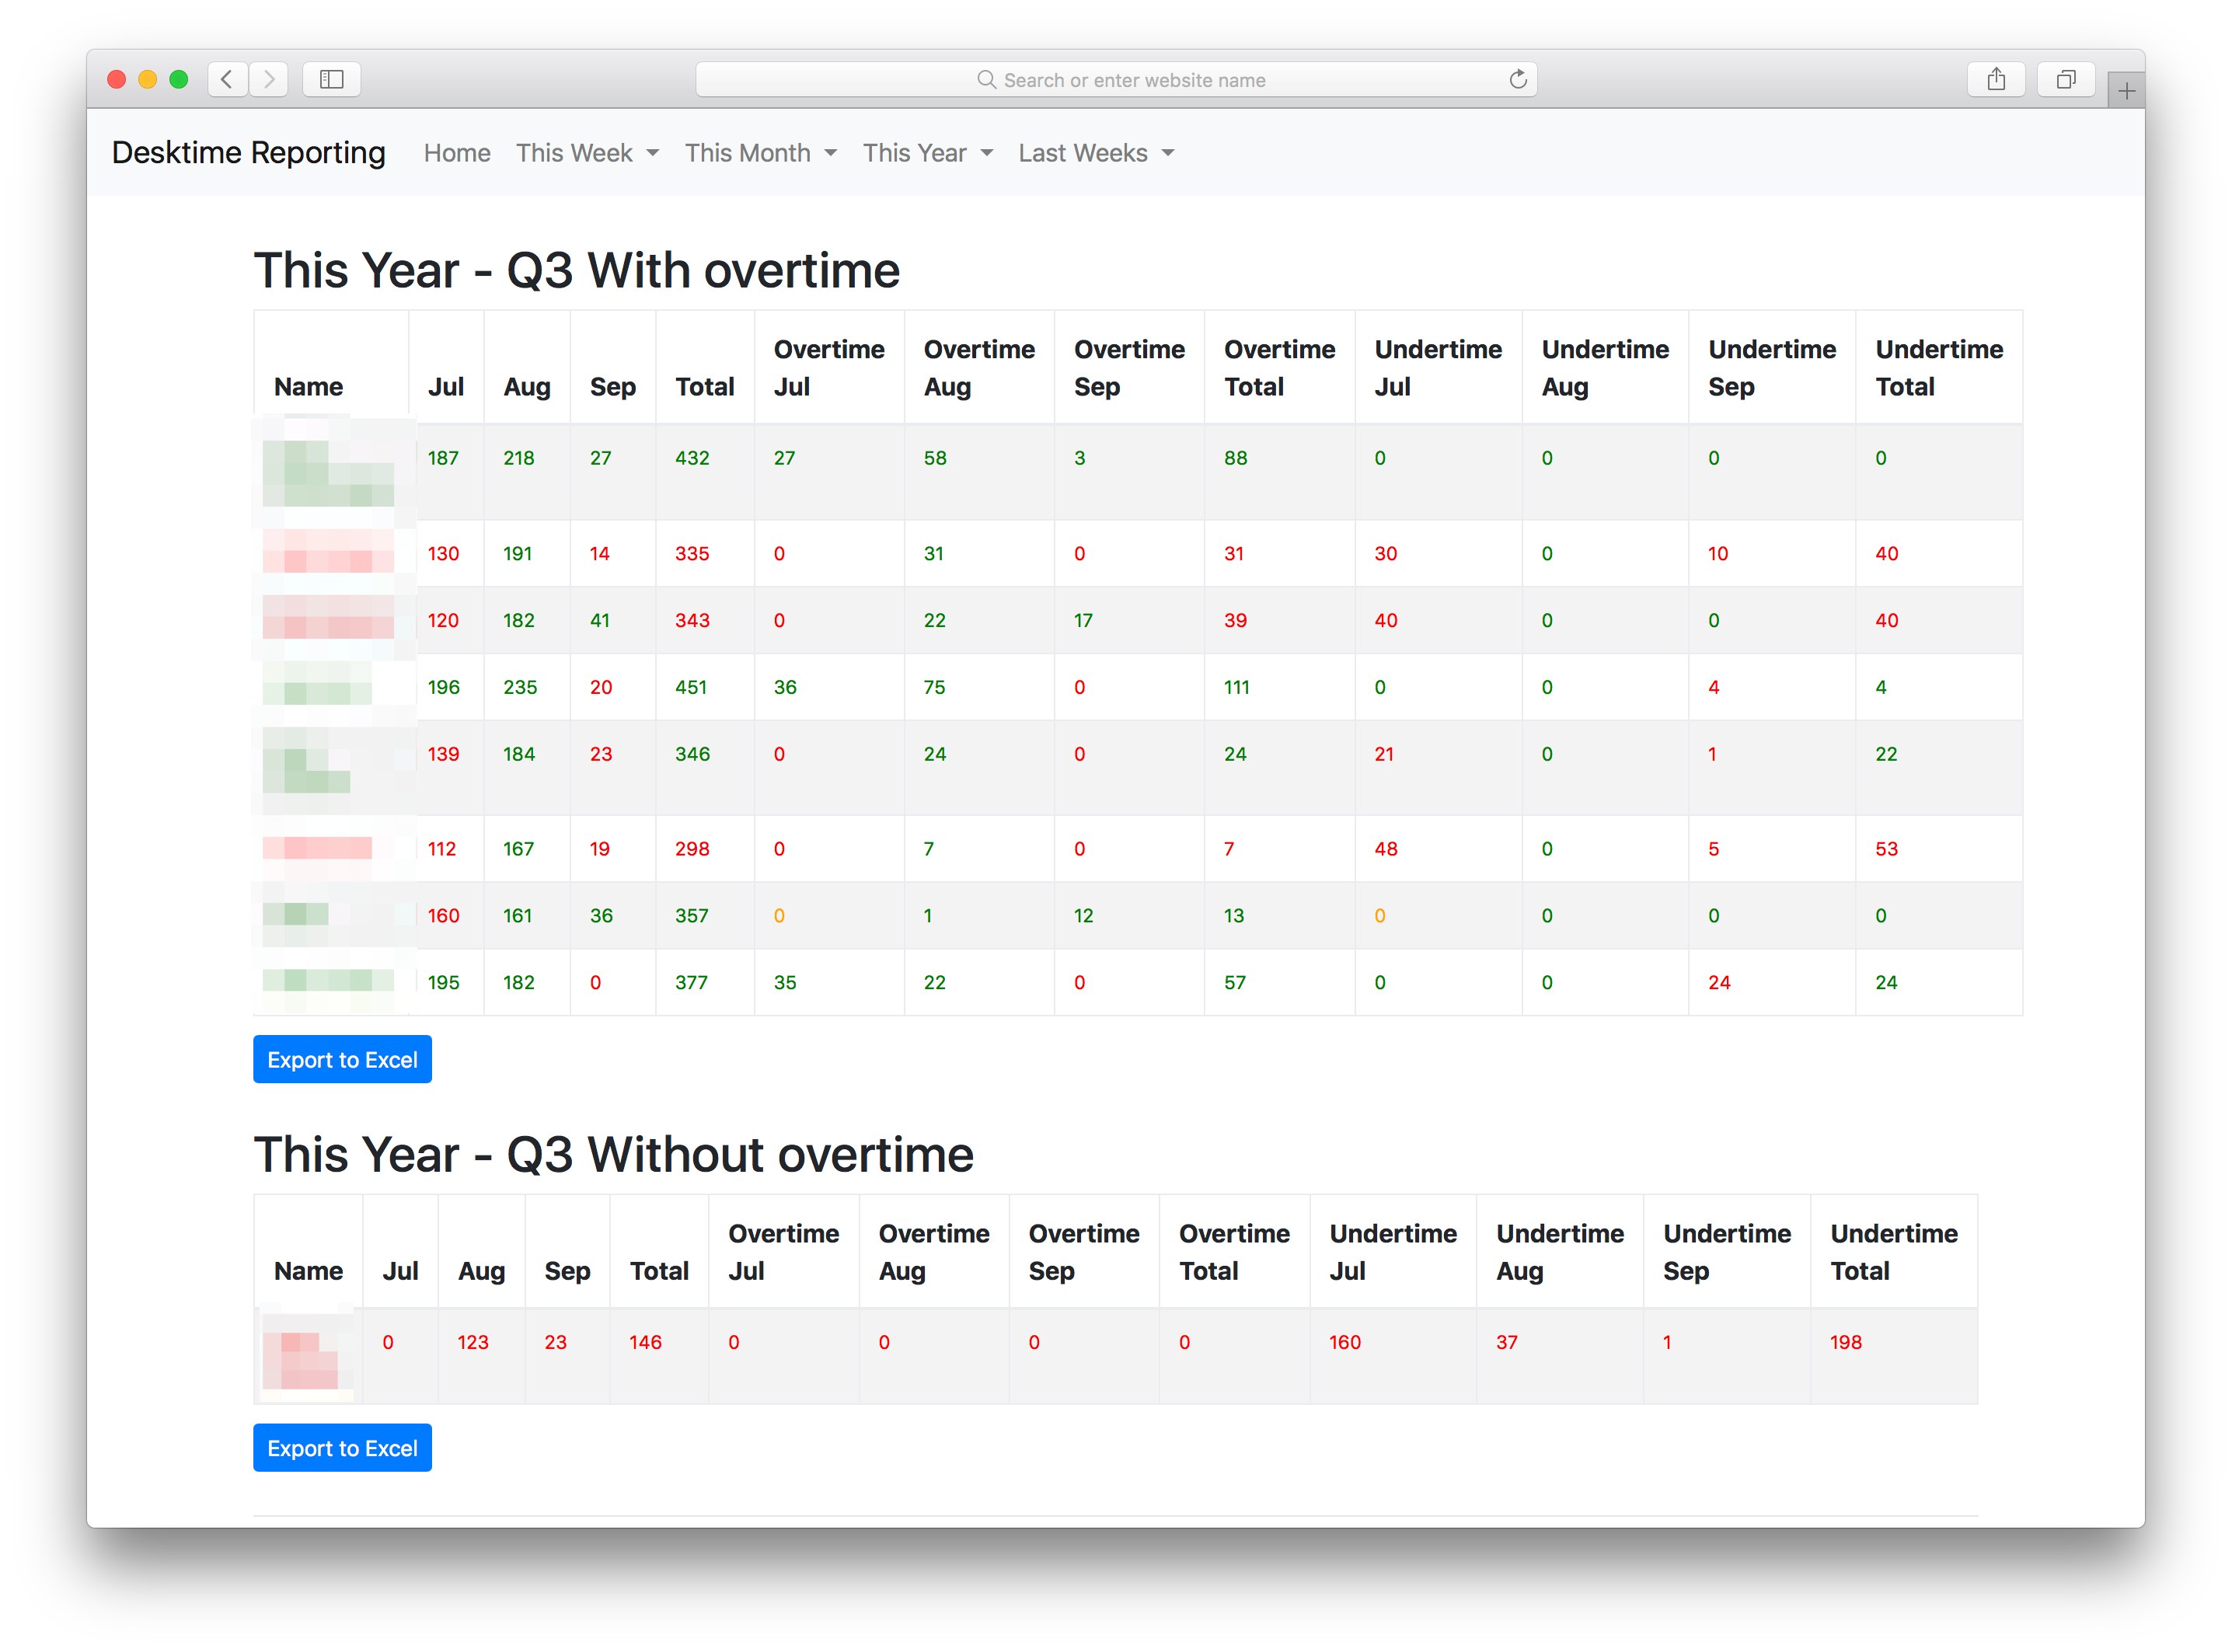 Search or enter website name
Desktime Reporting Home This Week This Month This Year Last Weeks
This Year - Q3 With overtime
Name Jul Aug Sep Total Overtime Jul Overtime Aug Overtime Sep Overtime Total Undertime Jul Undertime Aug Undertime Sep Undertime Total
187 218 27 432 27 58 3 88 0 0 0 0
130 191 14 335 0 31 0 31 30 0 10 40
120 182 41 343 0 22 17 39 40 0 0 40
196 235 20 451 36 75 0 111 0 0 4 4
139 184 23 346 0 24 0 24 21 0 1 22
112 167 19 298 0 7 0 7 48 0 5 53
160 161 36 357 0 1 12 13 0 0 0 0
195 182 0 377 35 22 0 57 0 0 24 24
Export to Excel
This Year - Q3 Without overtime
Name Jul Aug Sep Total Overtime Jul Overtime Aug Overtime Sep Overtime Total Undertime Jul Undertime Aug Undertime Sep Undertime Total
0 123 23 146 0 0 0 0 160 37 1 198
Export to Excel